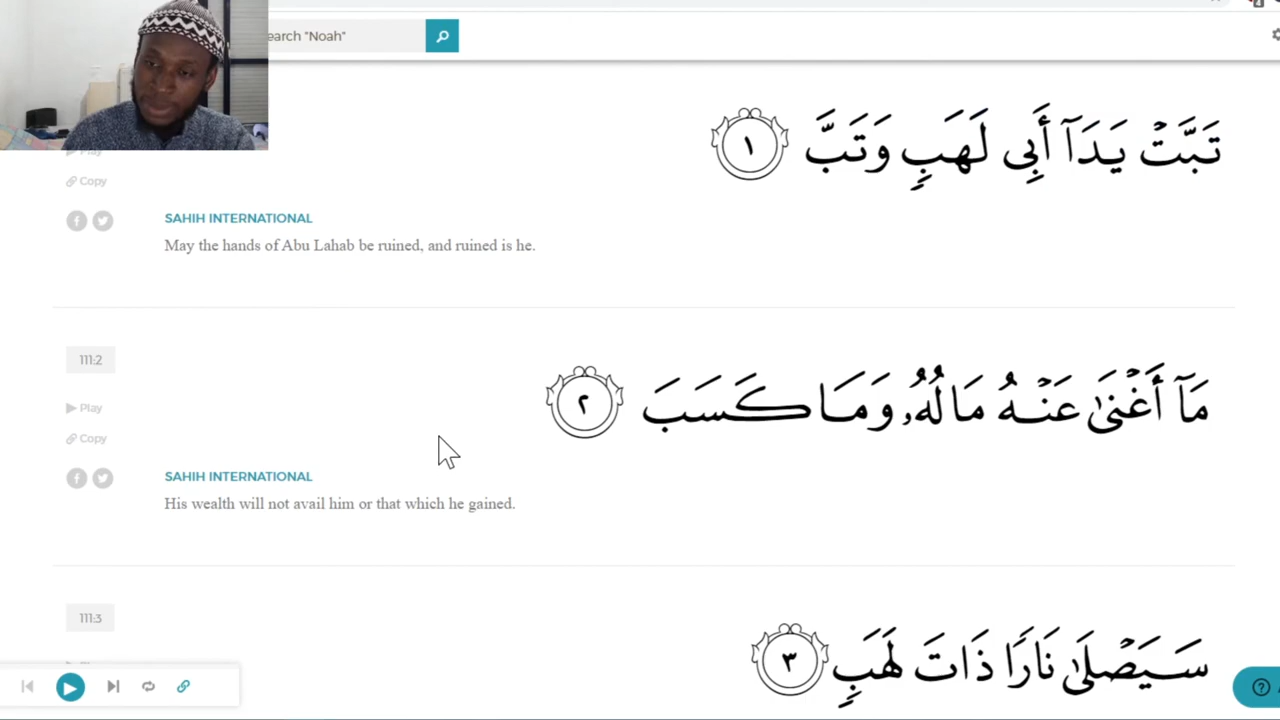 earch "Noah"
تَبَّتۡ يَدَآ أَبِي لَهَبٖ وَتَبَّ ١
Play
Copy
SAHIH INTERNATIONAL
May the hands of Abu Lahab be ruined, and ruined is he.
111:2
مَآ أَغۡنَىٰ عَنۡهُ مَالُهُۥ وَمَا كَسَبَ ٢
Play
Copy
SAHIH INTERNATIONAL
His wealth will not avail him or that which he gained.
111:3
سَيَصۡلَىٰ نَارٗا ذَاتَ لَهَبٖ ٣